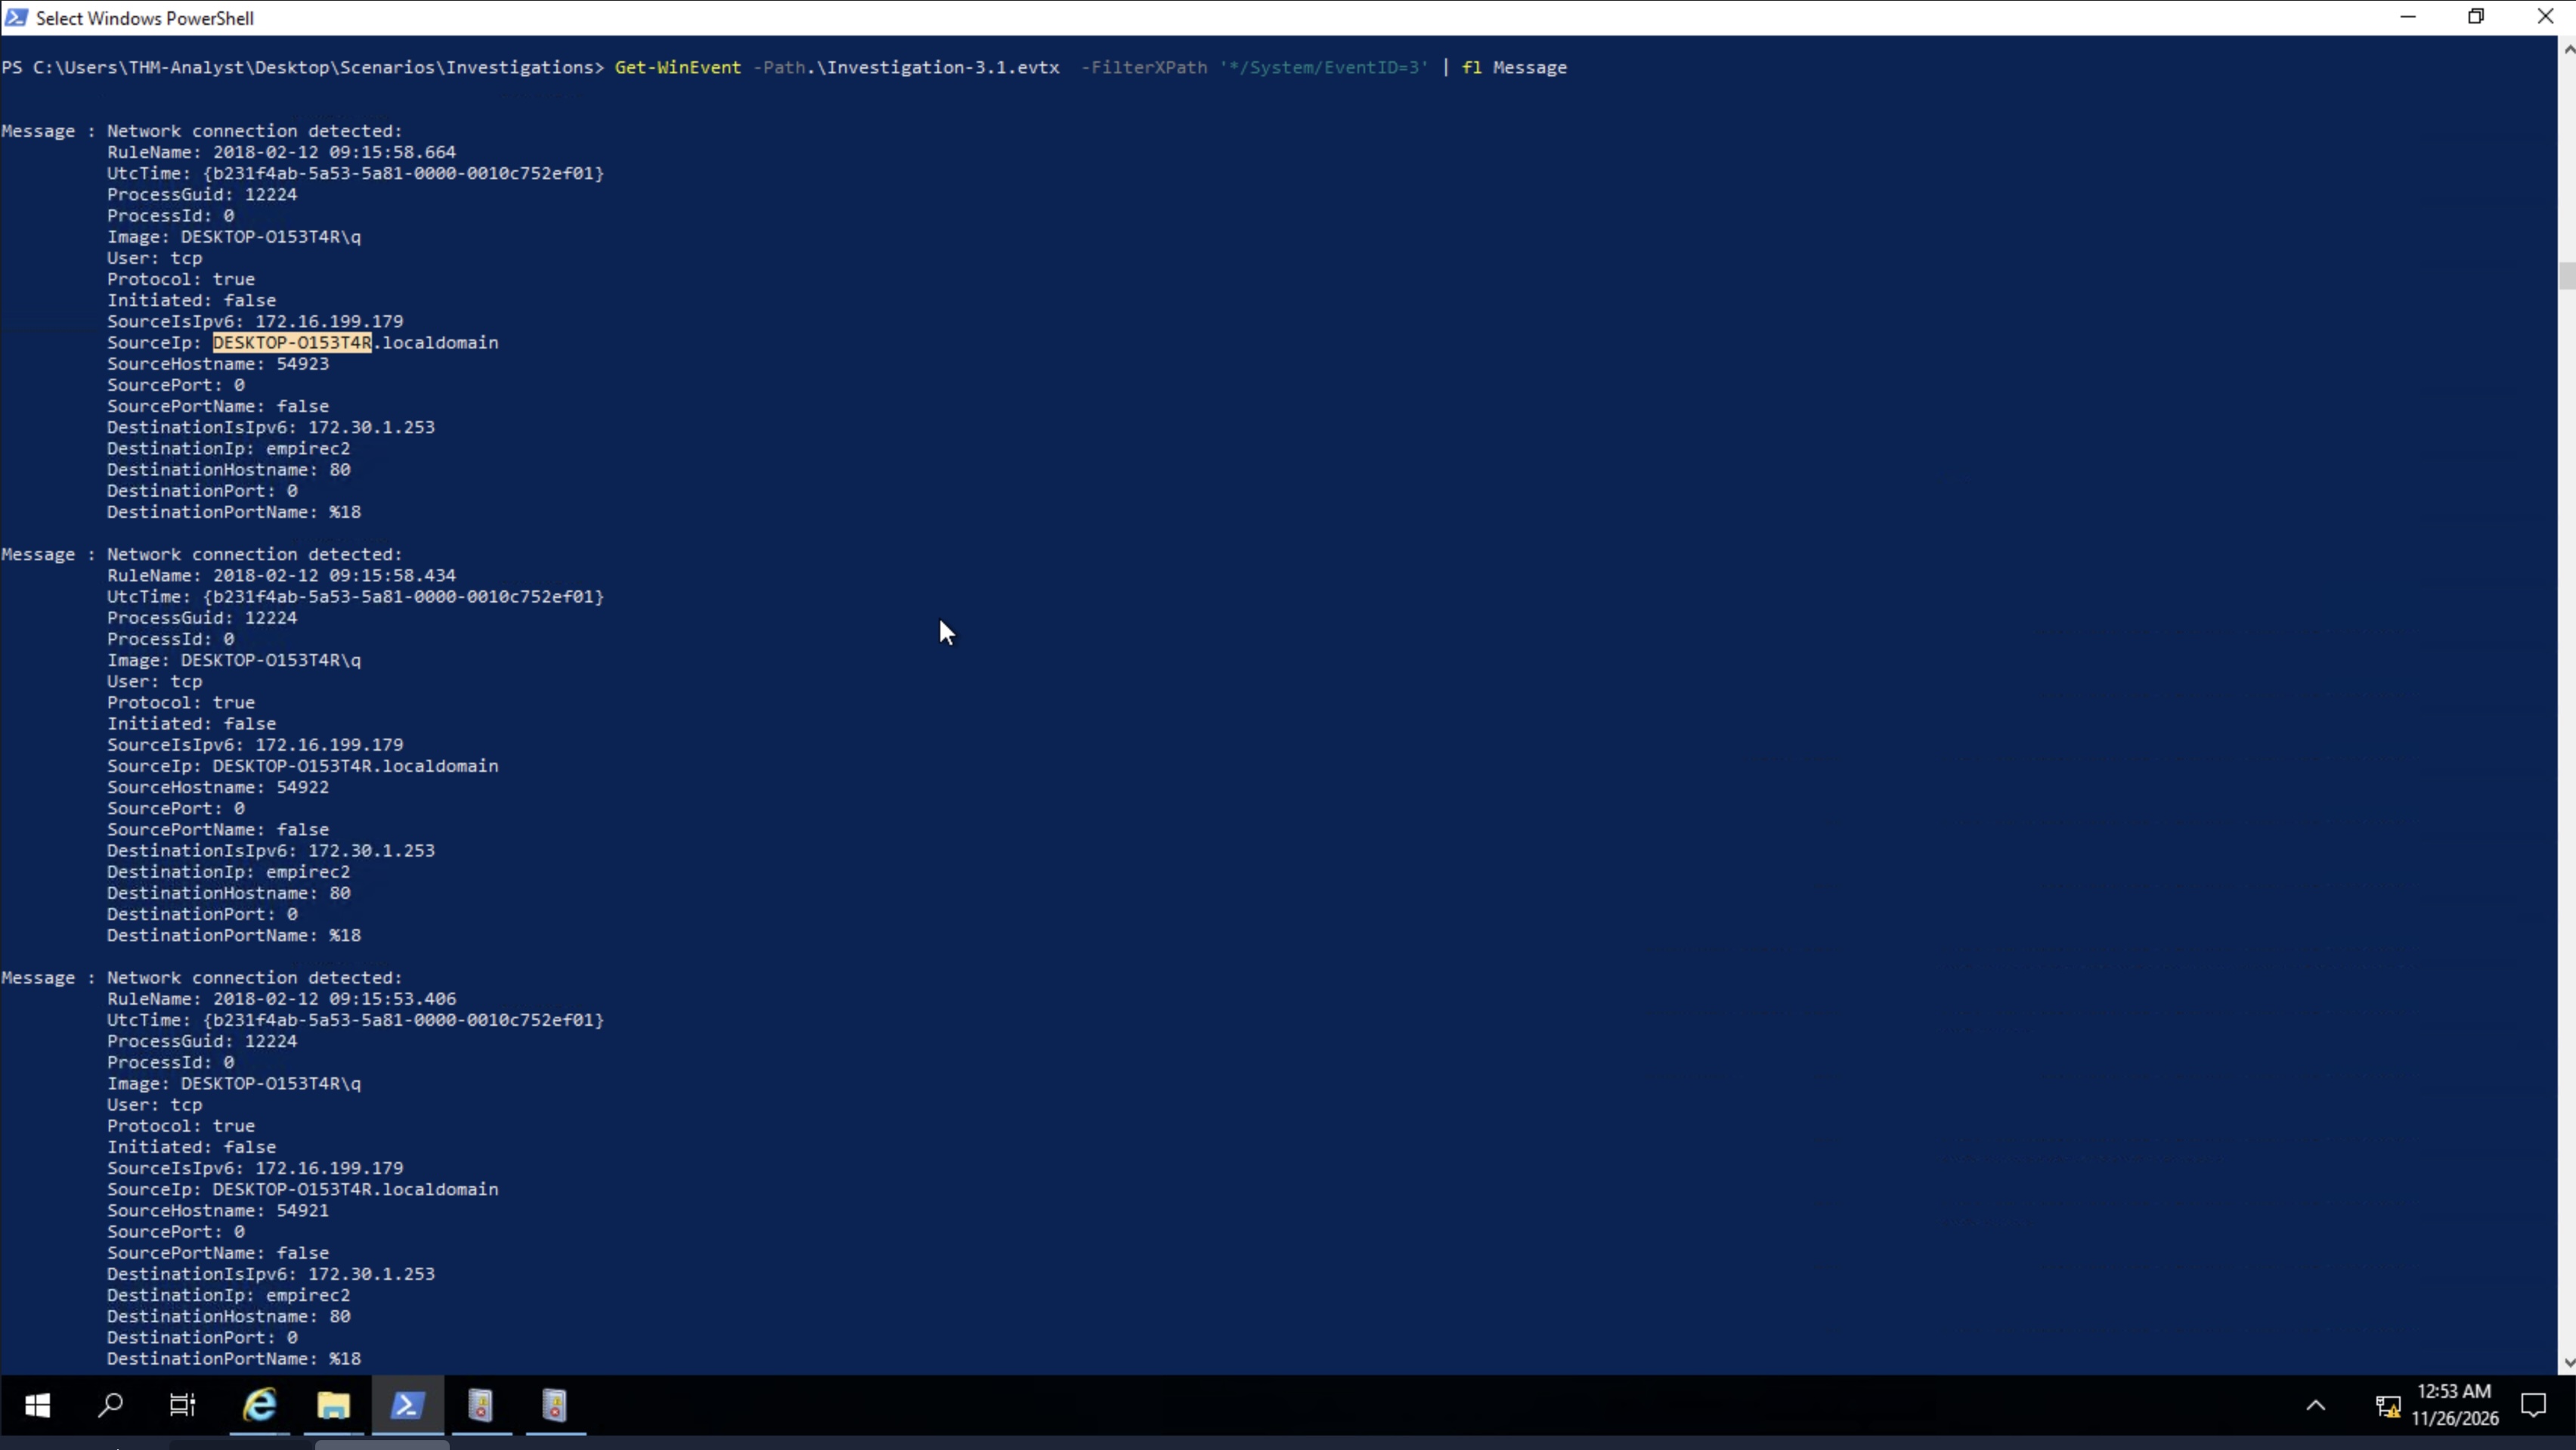 Select Windows PowerShell
PS C:\Users\THM-Analyst\Desktop\Scenarios\Investigations> Get-WinEvent -Path.\Investigation-3.1.evtx  -FilterXPath '*/System/EventID=3' | fl Message
Message : Network connection detected:
RuleName: 2018-02-12 09:15:58.664
UtcTime: {b231f4ab-5a53-5a81-0000-0010c752ef01}
ProcessGuid: 12224
ProcessId: 0
Image: DESKTOP-O153T4R\q
User: tcp
Protocol: true
Initiated: false
SourceIsIpv6: 172.16.199.179
SourceIp: DESKTOP-O153T4R.localdomain
SourceHostname: 54923
SourcePort: 0
SourcePortName: false
DestinationIsIpv6: 172.30.1.253
DestinationIp: empirec2
DestinationHostname: 80
DestinationPort: 0
DestinationPortName: %18
Message : Network connection detected:
RuleName: 2018-02-12 09:15:58.434
UtcTime: {b231f4ab-5a53-5a81-0000-0010c752ef01}
ProcessGuid: 12224
ProcessId: 0
Image: DESKTOP-O153T4R\q
User: tcp
Protocol: true
Initiated: false
SourceIsIpv6: 172.16.199.179
SourceIp: DESKTOP-O153T4R.localdomain
SourceHostname: 54922
SourcePort: 0
SourcePortName: false
DestinationIsIpv6: 172.30.1.253
DestinationIp: empirec2
DestinationHostname: 80
DestinationPort: 0
DestinationPortName: %18
Message : Network connection detected:
RuleName: 2018-02-12 09:15:53.406
UtcTime: {b231f4ab-5a53-5a81-0000-0010c752ef01}
ProcessGuid: 12224
ProcessId: 0
Image: DESKTOP-O153T4R\q
User: tcp
Protocol: true
Initiated: false
SourceIsIpv6: 172.16.199.179
SourceIp: DESKTOP-O153T4R.localdomain
SourceHostname: 54921
SourcePort: 0
SourcePortName: false
DestinationIsIpv6: 172.30.1.253
DestinationIp: empirec2
DestinationHostname: 80
DestinationPort: 0
DestinationPortName: %18
12:53 AM
11/26/2026